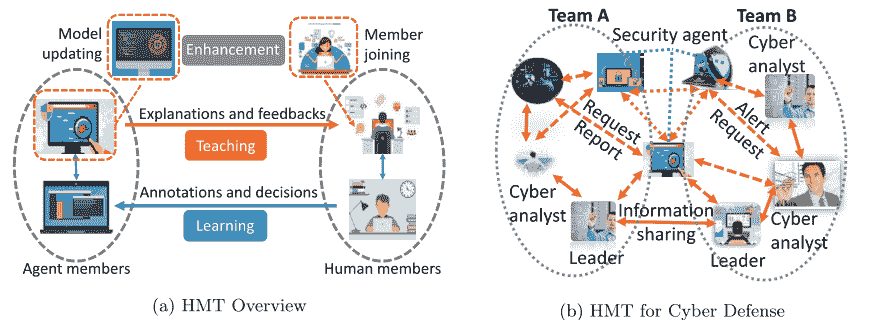 Model
updating
Enhancement
Member
joining
Explanations and feedbacks
Teaching
Annotations and decisions
Learning
Agent members
Human members
(a) HMT Overview
Team A
Team B
Security agent
Cyber
analyst
Request
Report
Alert
Request
Cyber
analyst
Information
sharing
Cyber
analyst
Leader
Leader
(b) HMT for Cyber Defense